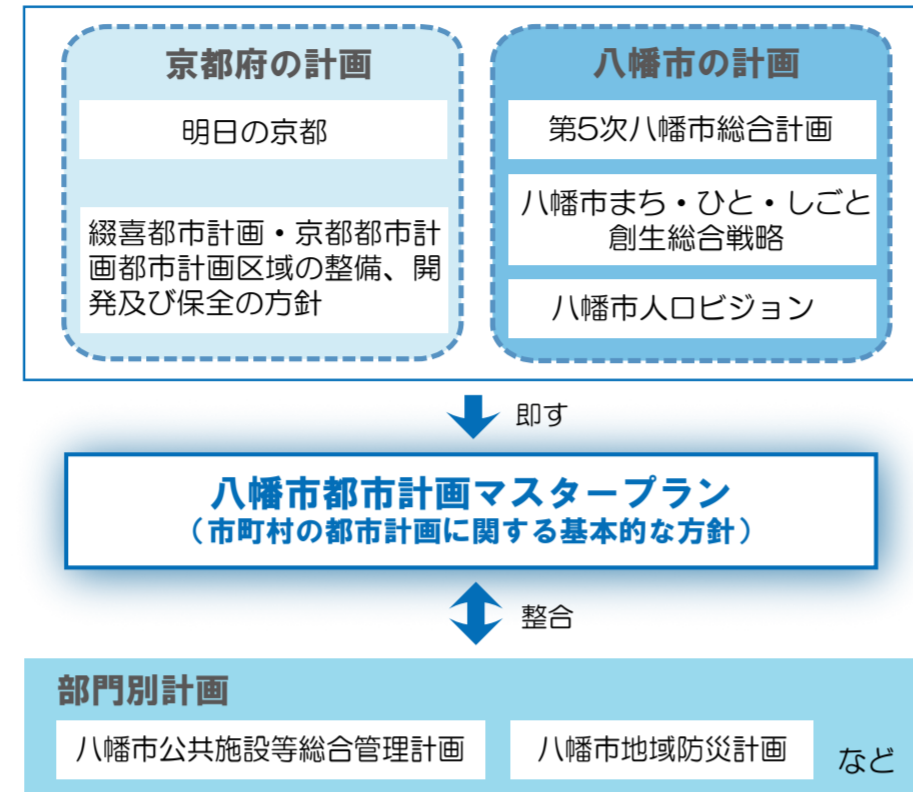 京都府の計画
明日の京都
綴喜都市計画・京都都市計
画都市計画区域の整備、開
発及び保全の方針
八幡市の計画
第5次八幡市総合計画
八幡市まち・ひと・しごと
創生総合戦略
八幡市人口ビジョン
即す
八幡市都市計画マスタープラン
（市町村の都市計画に関する基本的な方針）
整合
部門別計画
八幡市公共施設等総合管理計画
八幡市地域防災計画
など